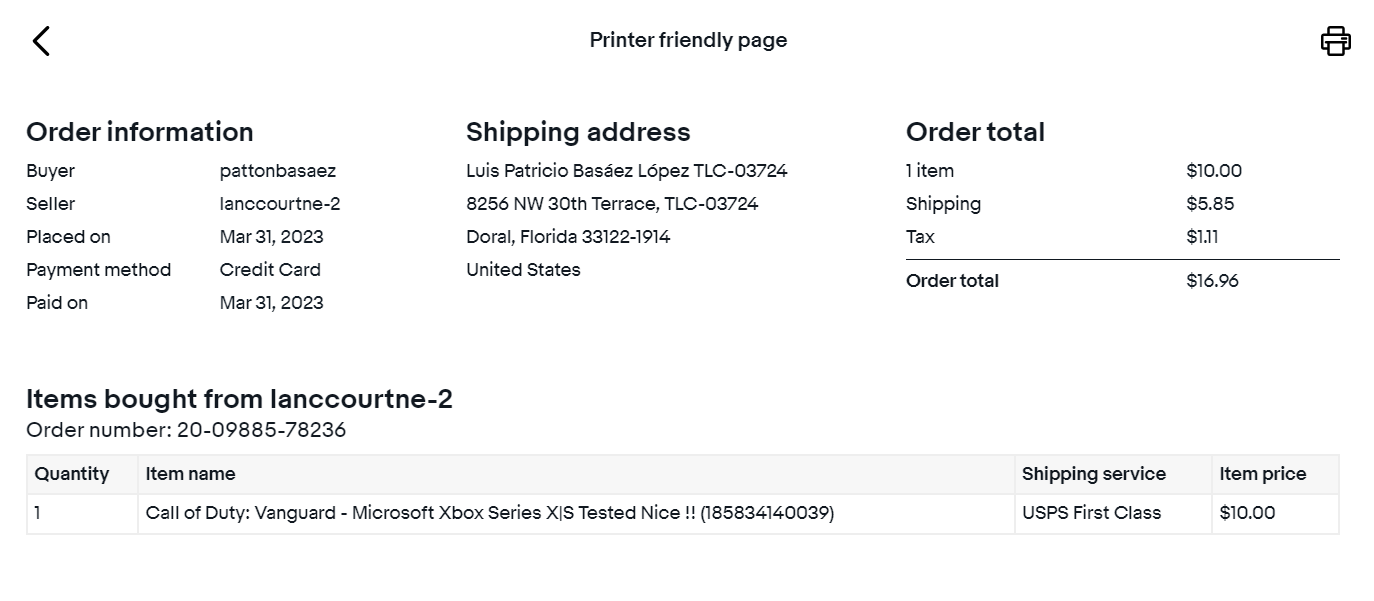 Printer friendly page
Order information
Buyer pattonbasaez
Seller lanccourtne-2
Placed on Mar 31, 2023
Payment method Credit Card
Paid on Mar 31, 2023
Shipping address
Luis Patricio Basáez López TLC-03724
8256 NW 30th Terrace, TLC-03724
Doral, Florida 33122-1914
United States
Order total
1 item $10.00
Shipping $5.85
Tax $1.11
Order total $16.96
Items bought from lanccourtne-2
Order number: 20-09885-78236
Quantity Item name Shipping service Item price
1 Call of Duty: Vanguard - Microsoft Xbox Series X|S Tested Nice !! (185834140039) USPS First Class $10.00